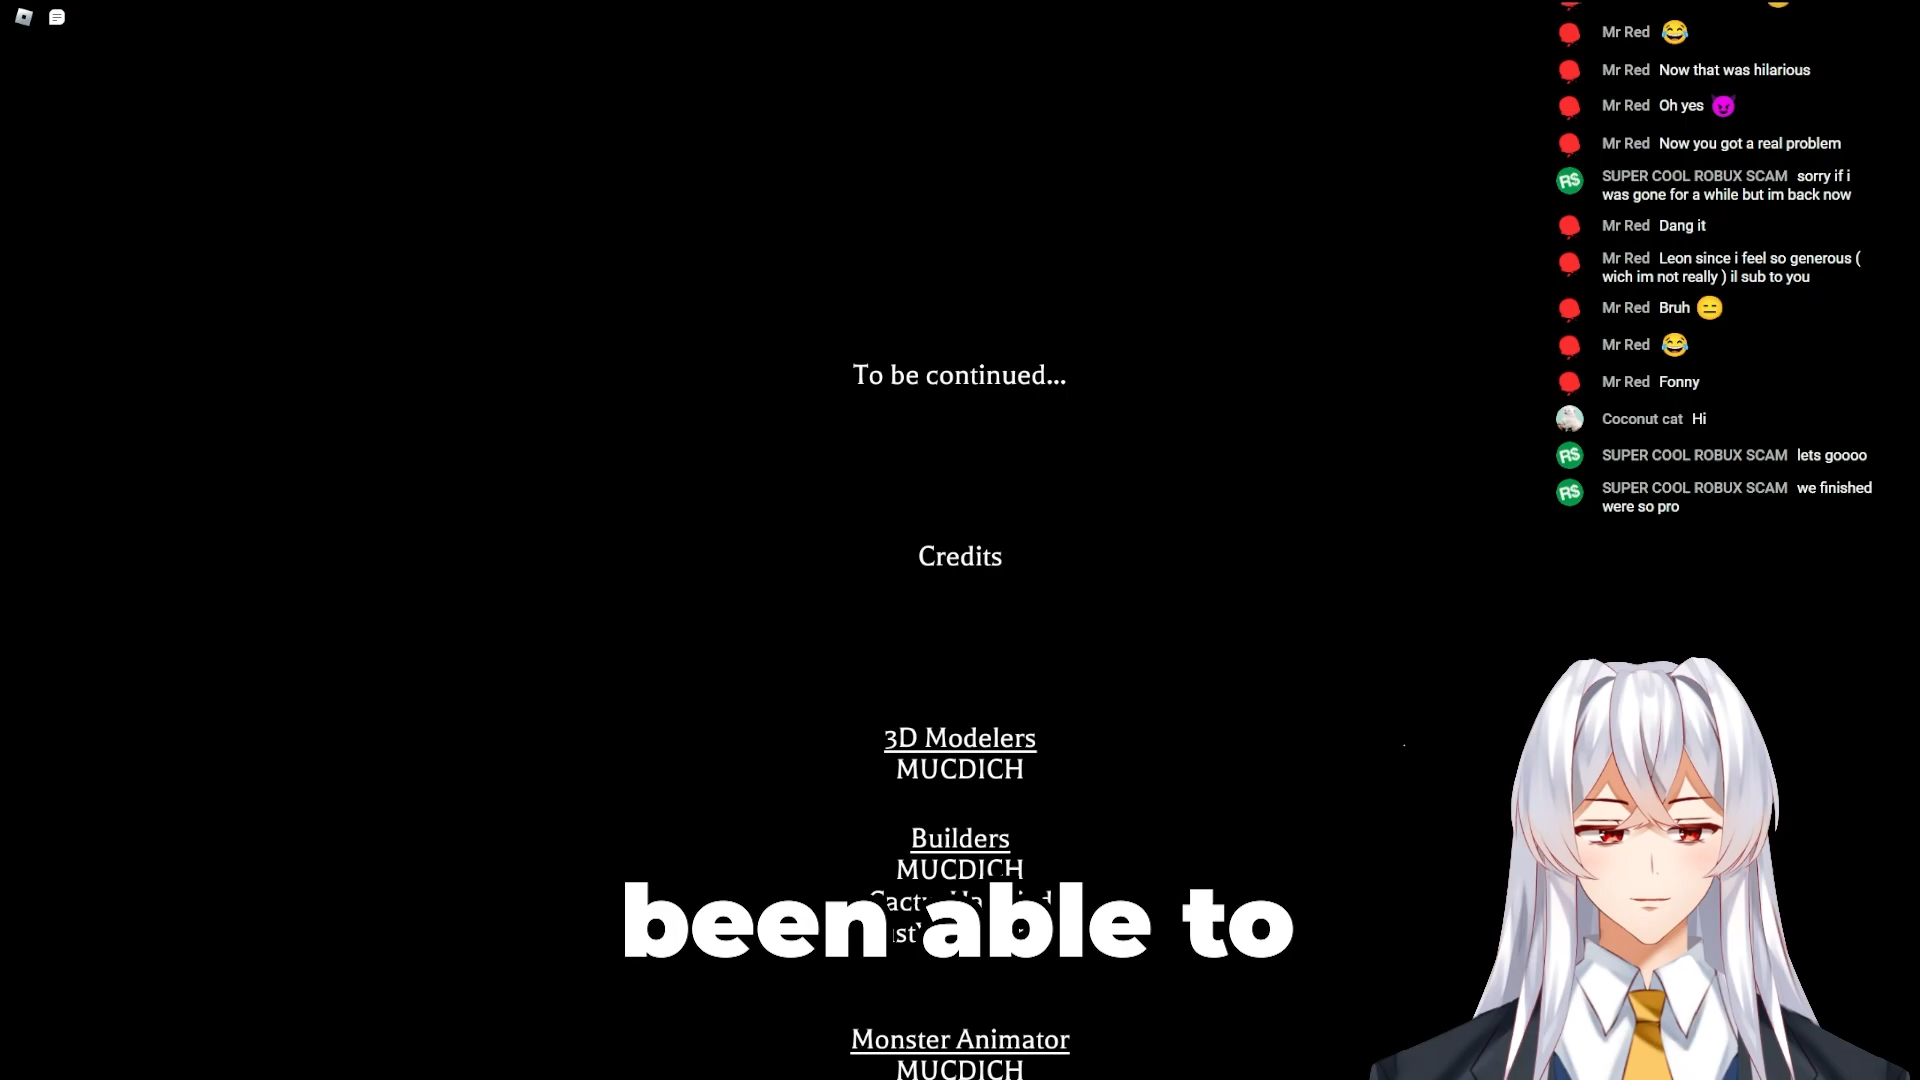 Mr Red 😂
Mr Red Now that was hilarious
Mr Red Oh yes 😈
Mr Red Now you got a real problem
SUPER COOL ROBUX SCAM sorry if i
was gone for a while but im back now
Mr Red Dang it
Mr Red Leon since i feel so generous (
wich im not really ) il sub to you
Mr Red Bruh 😑
Mr Red 😂
Mr Red Fonny
Coconut cat Hi
RS SUPER COOL ROBUX SCAM lets goooo
RS SUPER COOL ROBUX SCAM we finished
were so pro
To be continued...
Credits
3D Modelers
MUCDICH
Builders
MUCDICH
been able to
Monster Animator
MUCDICH